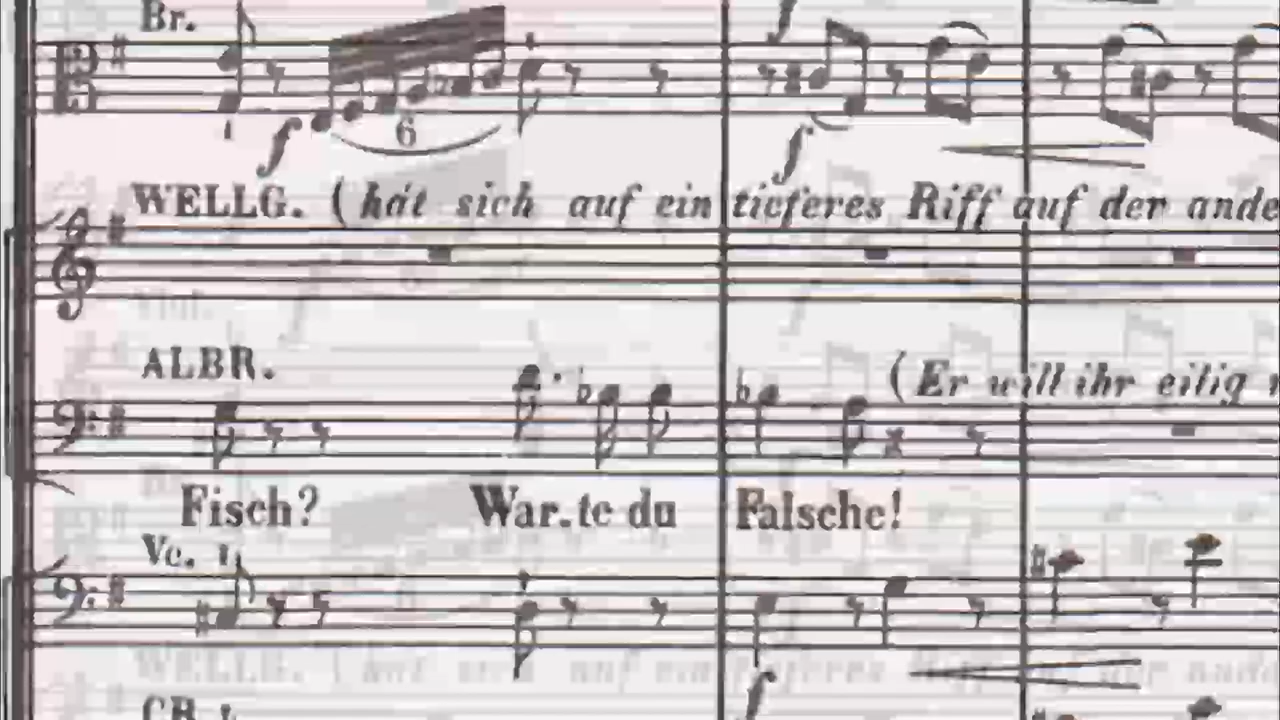 Br.
f
6
f
f
WELLG. (hat sich auf ein tieferes Riff auf der ande
ALBR.
(Er will ihr eilig
Fisch? War.te du Falsche!
Vc.
f
CB.